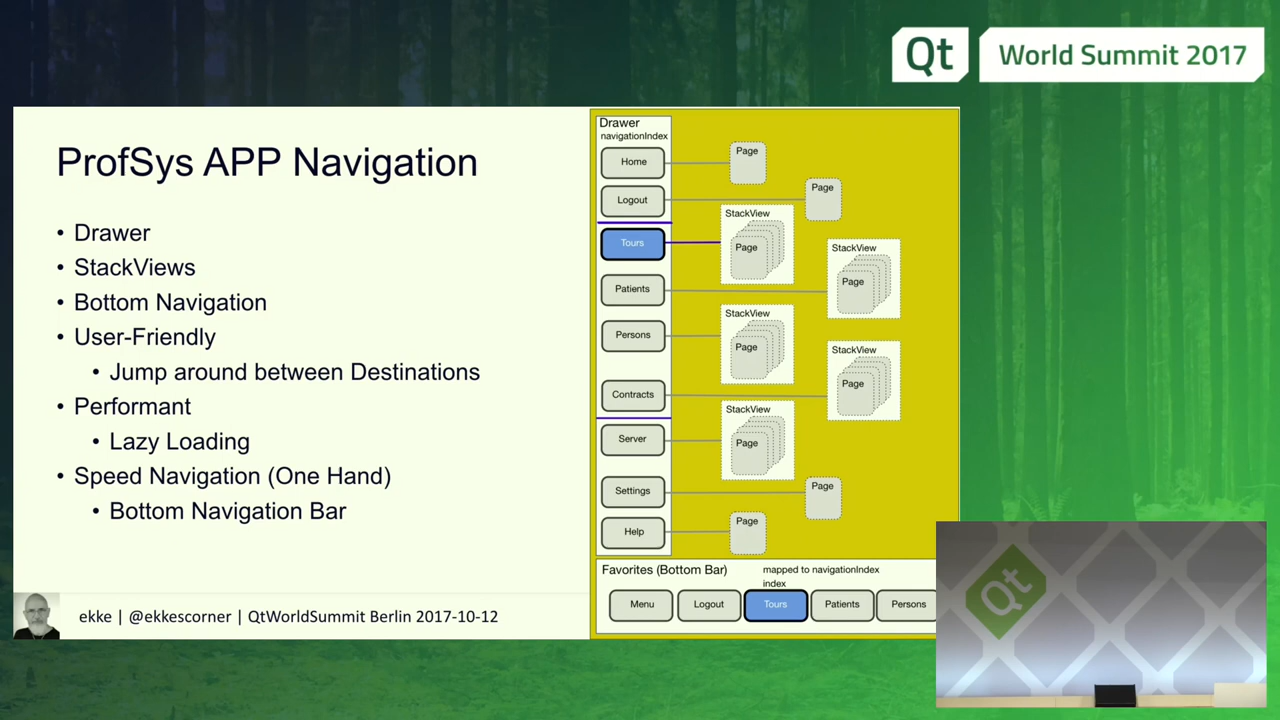 Qt
World Summit 2017
ProfSys APP Navigation
• Drawer
• StackViews
• Bottom Navigation
• User-Friendly
• Jump around between Destinations
• Performant
• Lazy Loading
• Speed Navigation (One Hand)
• Bottom Navigation Bar
ekke | @ekkescorner | QtWorldSummit Berlin 2017-10-12
Drawer
navigationIndex
Home
Page
Logout
Page
Tours
StackView
Page
Patients
StackView
Page
Persons
StackView
Page
Contracts
StackView
Page
Server
StackView
Page
Settings
Page
Help
Page
Favorites (Bottom Bar)
mapped to navigationIndex
index
Menu
Logout
Tours
Patients
Persons
Qt